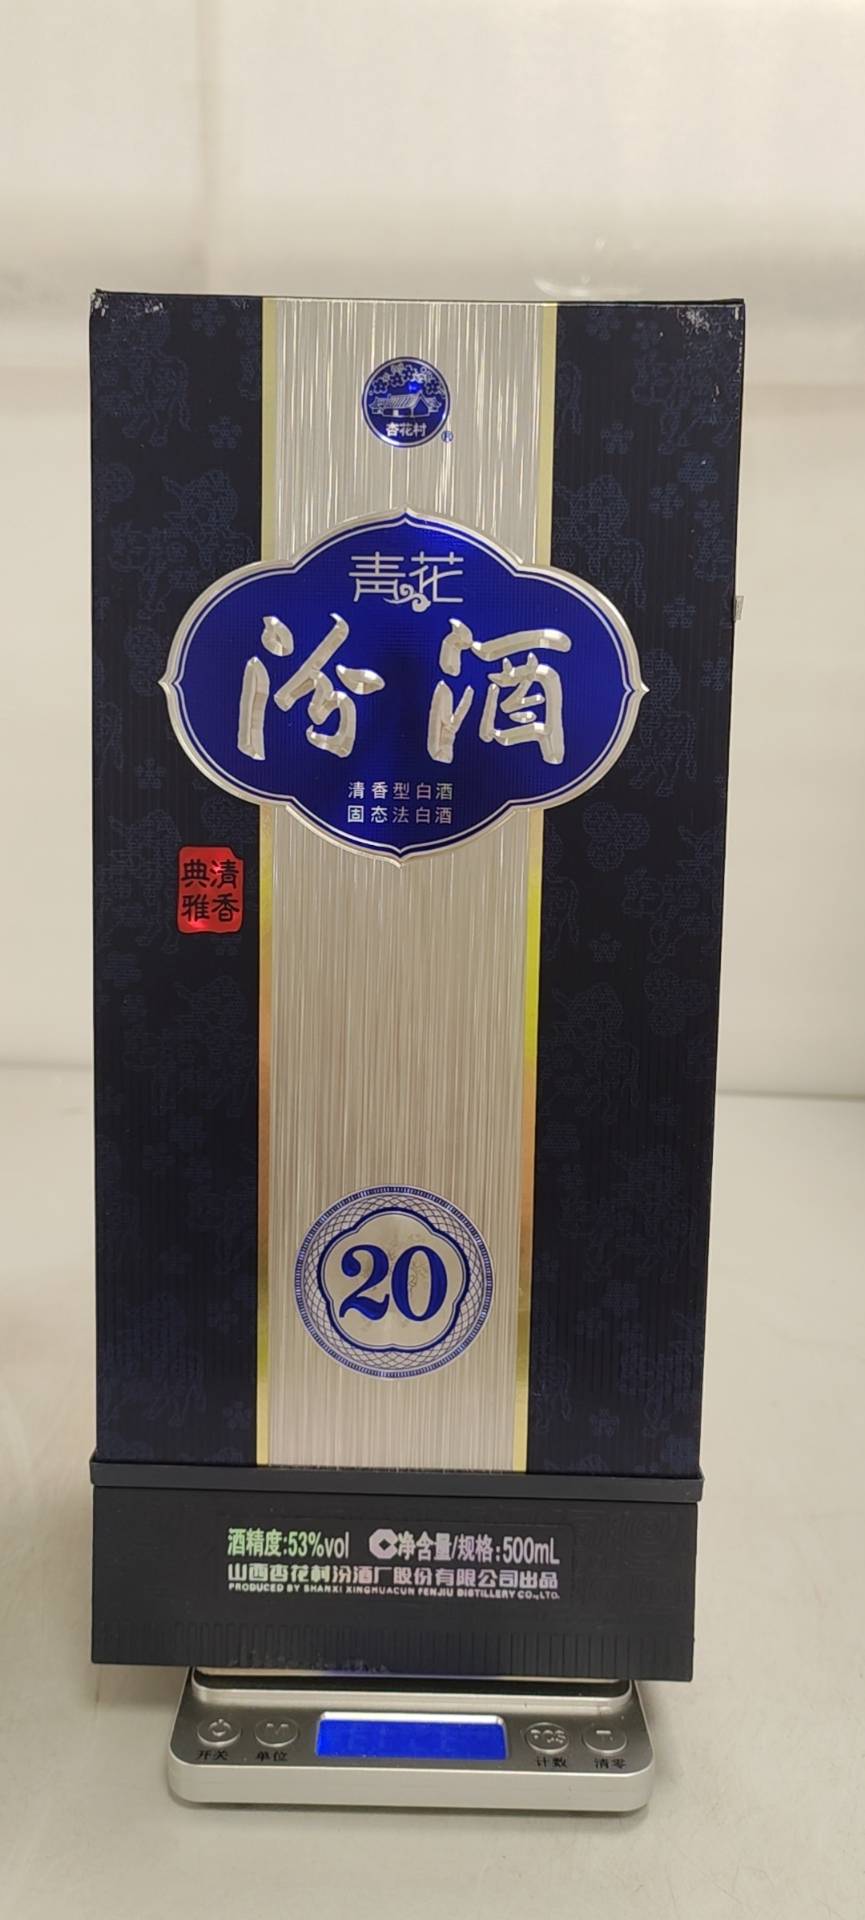 杏花村
®
青花
汾酒
清香型白酒
固态法白酒
清香
典雅
20
酒精度:53%vol 净含量/规格:500mL
山西杏花村汾酒厂股份有限公司出品
PRODUCED BY SHANXI XINGHUACUN FENJIU DISTILLERY CO.,LTD.
M PCS T
开关 单位 计数 清零